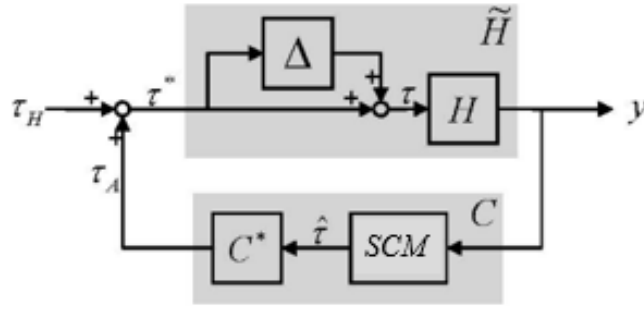 H̃
Δ
+
τ_H + τ* + τ H y
+
τ_A
C* τ̂ SCM C